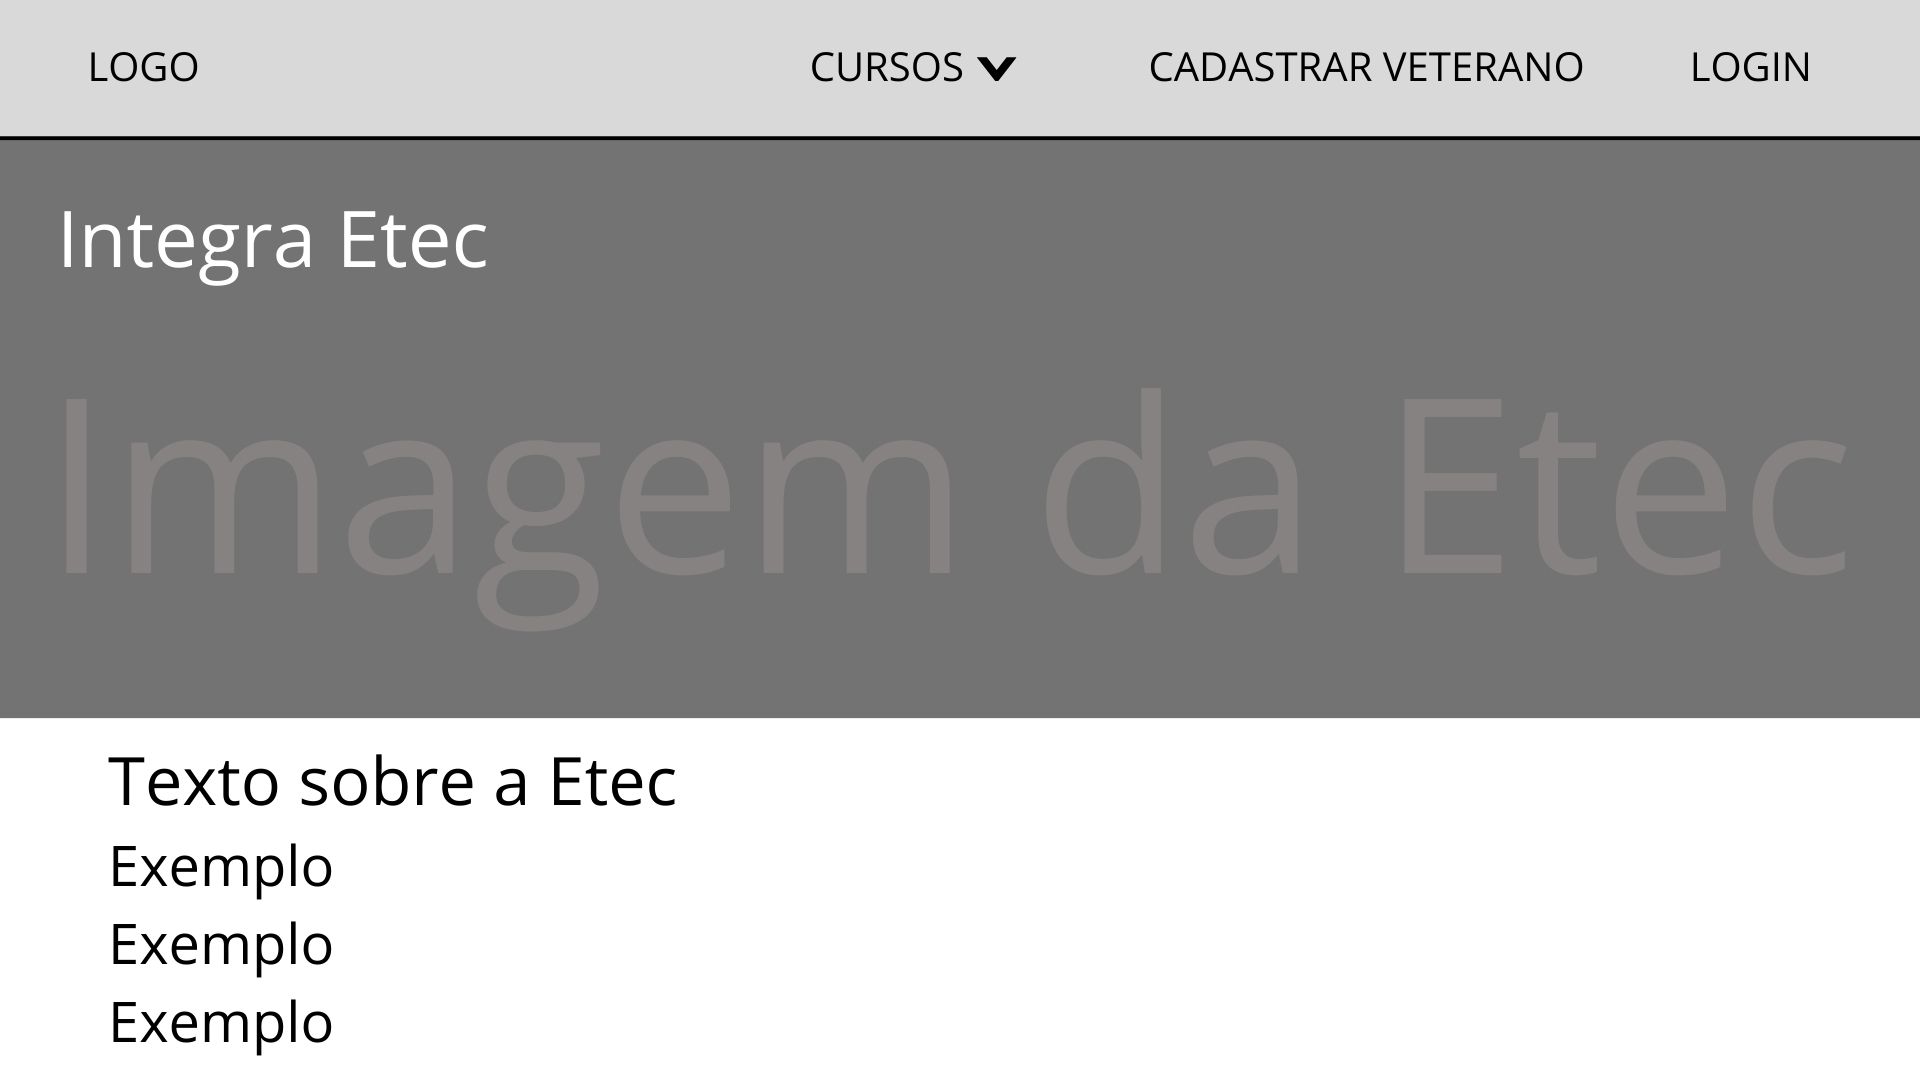 LOGO CURSOS CADASTRAR VETERANO LOGIN
Integra Etec
Imagem da Etec
Texto sobre a Etec
Exemplo
Exemplo
Exemplo